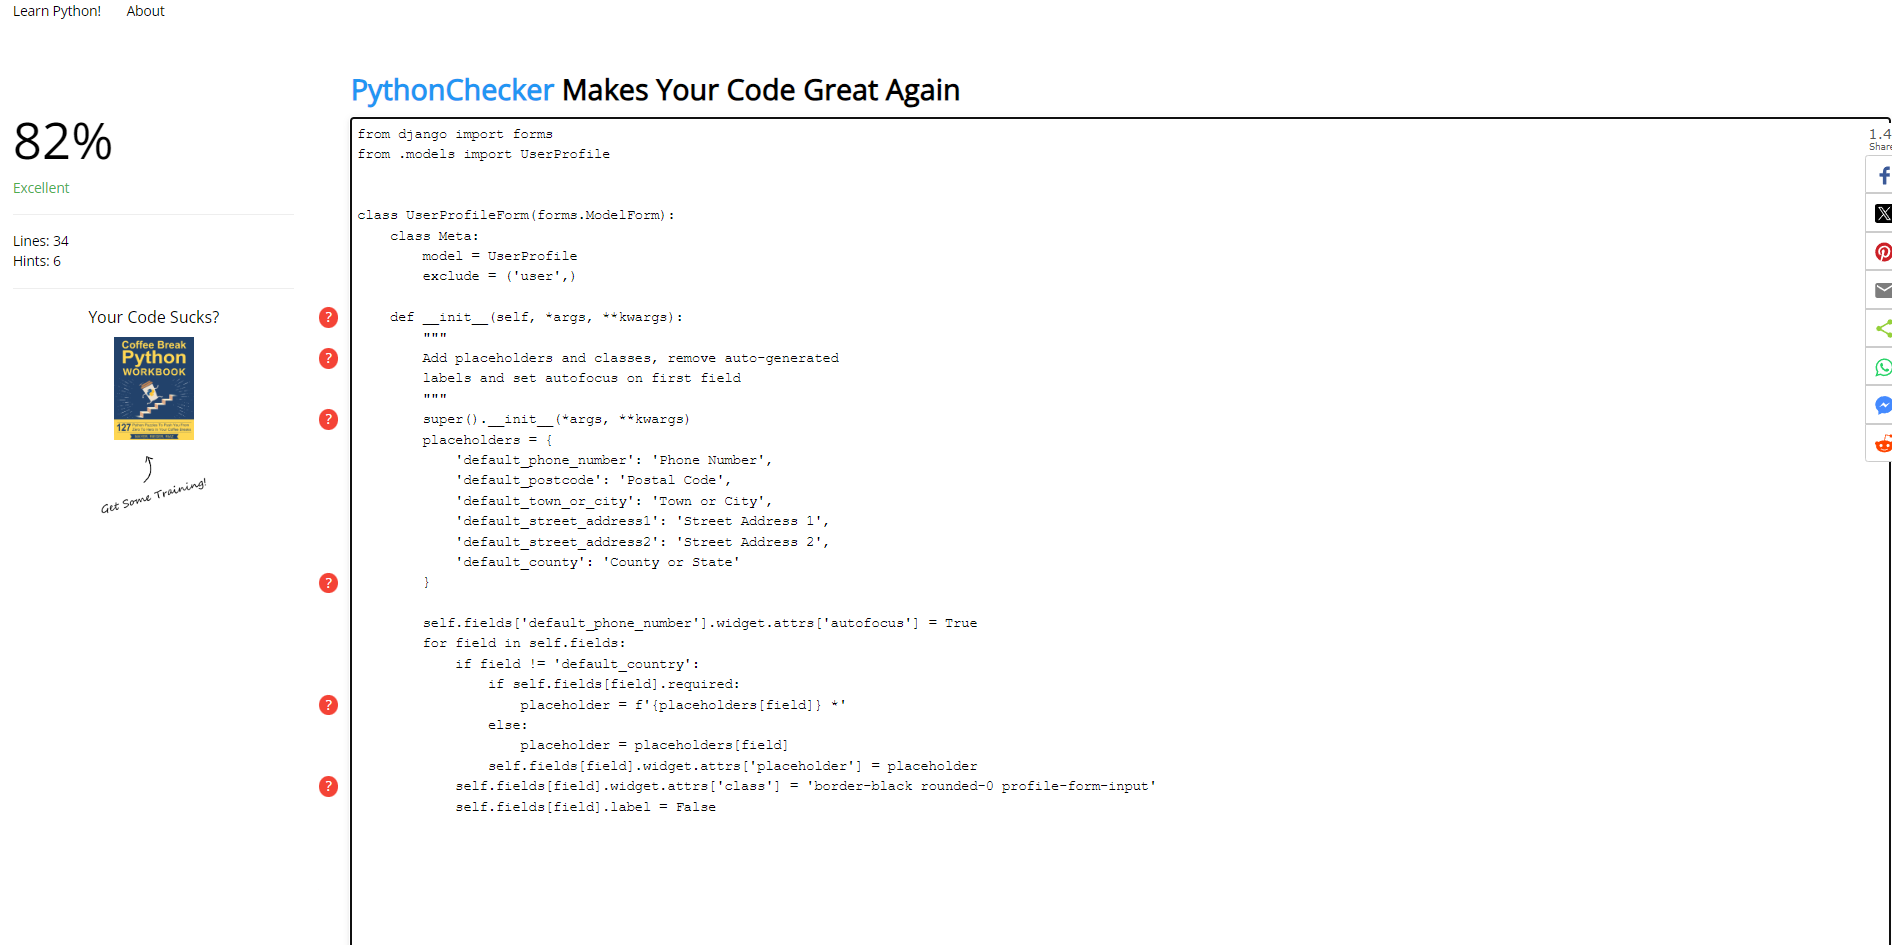 Learn Python! About
PythonChecker Makes Your Code Great Again
82%
Excellent
Lines: 34
Hints: 6
Your Code Sucks?
Coffee Break
Python
WORKBOOK
127
Get Some Training!
from django import forms
from .models import UserProfile
class UserProfileForm(forms.ModelForm):
    class Meta:
        model = UserProfile
        exclude = ('user',)
?    def __init__(self, *args, **kwargs):
        """
?        Add placeholders and classes, remove auto-generated
        labels and set autofocus on first field
        """
?        super().__init__(*args, **kwargs)
        placeholders = {
            'default_phone_number': 'Phone Number',
            'default_postcode': 'Postal Code',
            'default_town_or_city': 'Town or City',
            'default_street_address1': 'Street Address 1',
            'default_street_address2': 'Street Address 2',
            'default_county': 'County or State'
?        }
        self.fields['default_phone_number'].widget.attrs['autofocus'] = True
        for field in self.fields:
            if field != 'default_country':
                if self.fields[field].required:
?                    placeholder = f'{placeholders[field]} *'
                else:
                    placeholder = placeholders[field]
                self.fields[field].widget.attrs['placeholder'] = placeholder
?            self.fields[field].widget.attrs['class'] = 'border-black rounded-0 profile-form-input'
            self.fields[field].label = False
1.4
Share